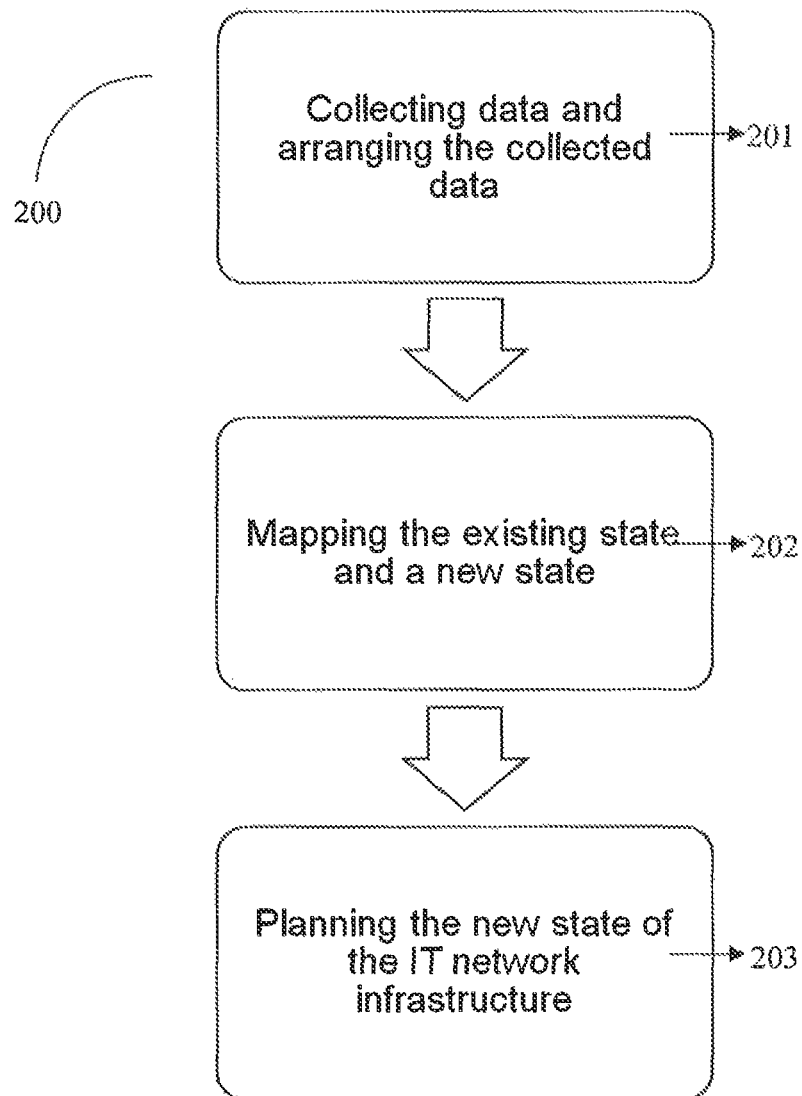 Collecting data and
arranging the collected
data
201
200
Mapping the existing state
and a new state
202
Planning the new state of
the IT network
infrastructure
203